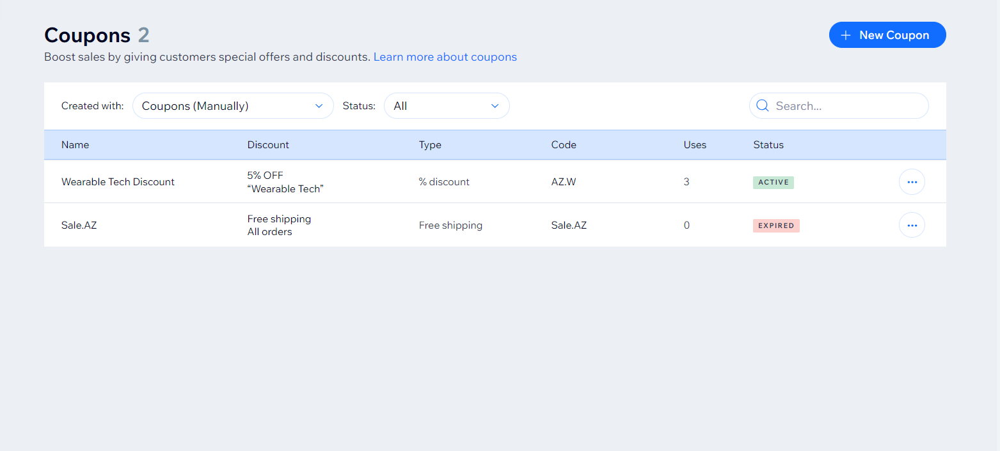 Coupons 2
+ New Coupon
Boost sales by giving customers special offers and discounts. Learn more about coupons
Created with: Coupons (Manually) Status: All Search...
Name Discount Type Code Uses Status
Wearable Tech Discount 5% OFF “Wearable Tech” % discount AZ.W 3 ACTIVE
Sale.AZ Free shipping All orders Free shipping Sale.AZ 0 EXPIRED